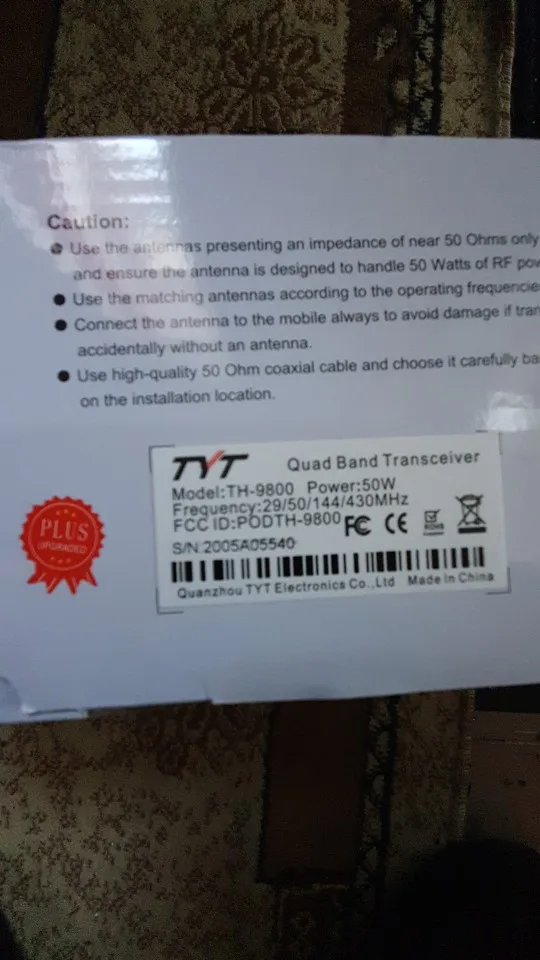 Caution:
● Use the antennas presenting an impedance of near 50 Ohms only
and ensure the antenna is designed to handle 50 Watts of RF
● Use the matching antennas according to the operating
● Connect the antenna to the mobile always to avoid damage if
accidentally without an antenna.
● Use high-quality 50 Ohm coaxial cable and choose it carefully
on the installation location.
TYT
Quad Band Transceiver
Model:TH-9800 Power:50W
Frequency:29/50/144/430MHz
FCC ID:PODTH-9800
FC CE
ROHS
S/N 2005A05540
Quanzhou TYT Electronics Co.,Ltd Made In China
PLUS
UPGRADED